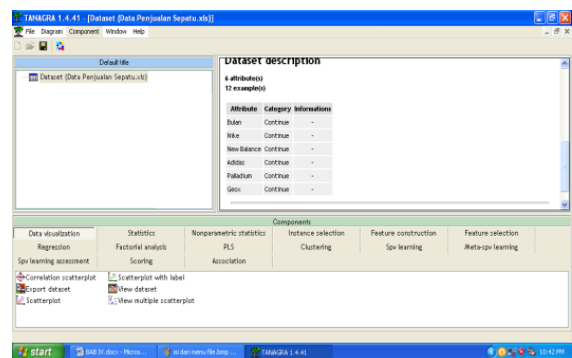 TANAGRA 1.4.41 - [Dataset (Data Penjualan Sepatu.xls)]
File Diagram Component Window Help
Default title
Dataset (Data Penjualan Sepatu.xls)
Dataset description
6 attribute(s)
12 example(s)
Attribute Category Informations
Bulan Continue -
Nike Continue -
New Balance Continue -
Adidas Continue -
Palladium Continue -
Geox Continue -
Components
Data visualization Statistics Nonparametric statistics Instance selection Feature construction Feature selection
Regression Factorial analysis PLS Clustering Spv learning Meta-spv learning
Spv learning assessment Scoring Association
Correlation scatterplot Scatterplot with label
Export dataset View dataset
Scatterplot View multiple scatterplot
start BAB IV.docx - Micros... isi dari menu file.bmp ... TANAGRA 1.4.41 10:42 PM